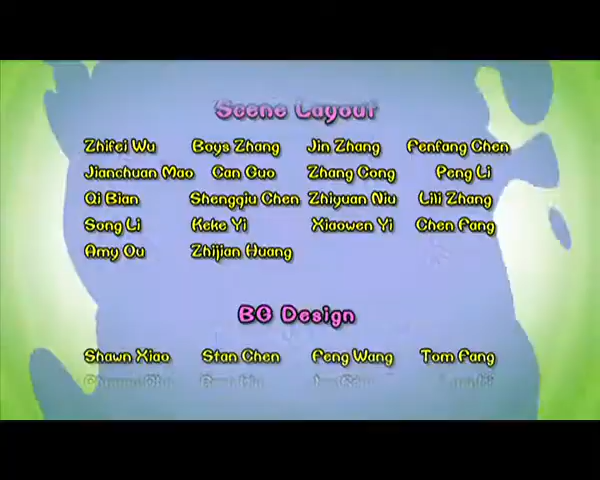 Scene Layout
Zhifei Wu Boys Zhang Jin Zhang Fenfang Chen
Jianchuan Mao Can Guo Zhang Cong Peng Li
Qi Bian Shengqiu Chen Zhiyuan Niu Lili Zhang
Song Li Keke Yi Xiaowen Yi Chen Fang
Amy Ou Zhijian Huang
BG Design
Shawn Xiao Stan Chen Feng Wang Tom Fang